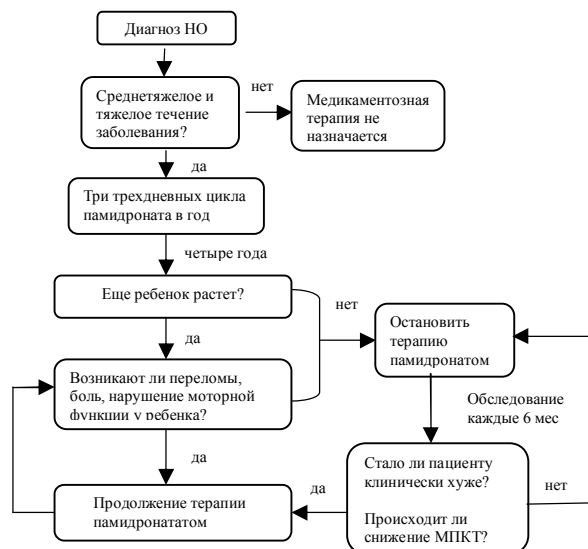 Диагноз НО
Среднетяжелое и
тяжелое течение
заболевания?
нет
Медикаментозная
терапия не
назначается
да
Три трехдневных цикла
памидроната в год
четыре года
Еще ребенок растет?
нет
Остановить
терапию
памидронатом
да
Возникают ли переломы,
боль, нарушение моторной
функции у ребенка?
Обследование
каждые 6 мес
да
Продолжение терапии
памидронататом
да
Стало ли пациенту
клинически хуже?
Происходит ли
снижение МПКТ?
нет